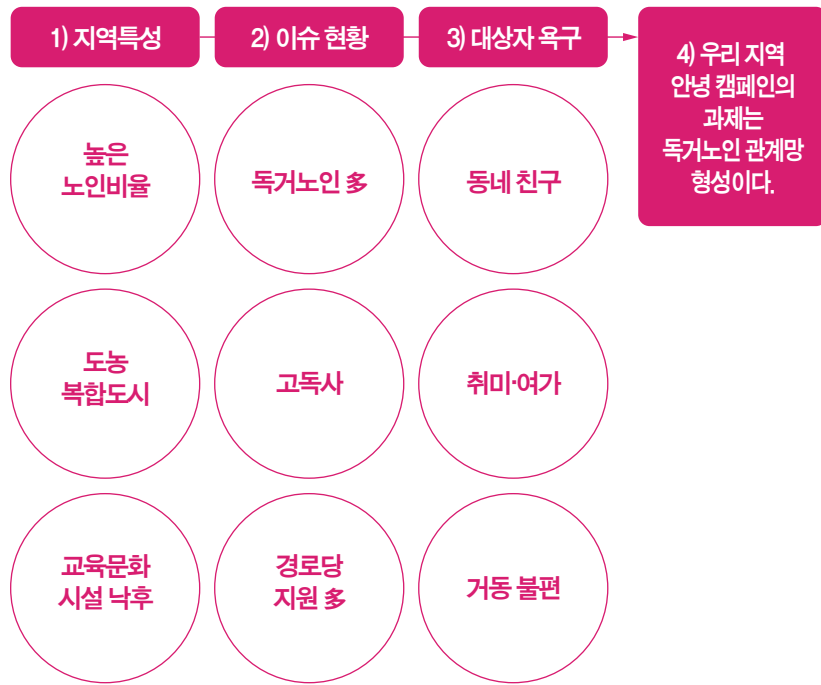 1) 지역특성
2) 이슈 현황
3) 대상자 욕구
4) 우리 지역
안녕 캠페인의
과제는
독거노인 관계망
형성이다.
높은
노인비율
독거노인 多
동네 친구
도농
복합도시
고독사
취미·여가
교육문화
시설 낙후
경로당
지원 多
거동 불편